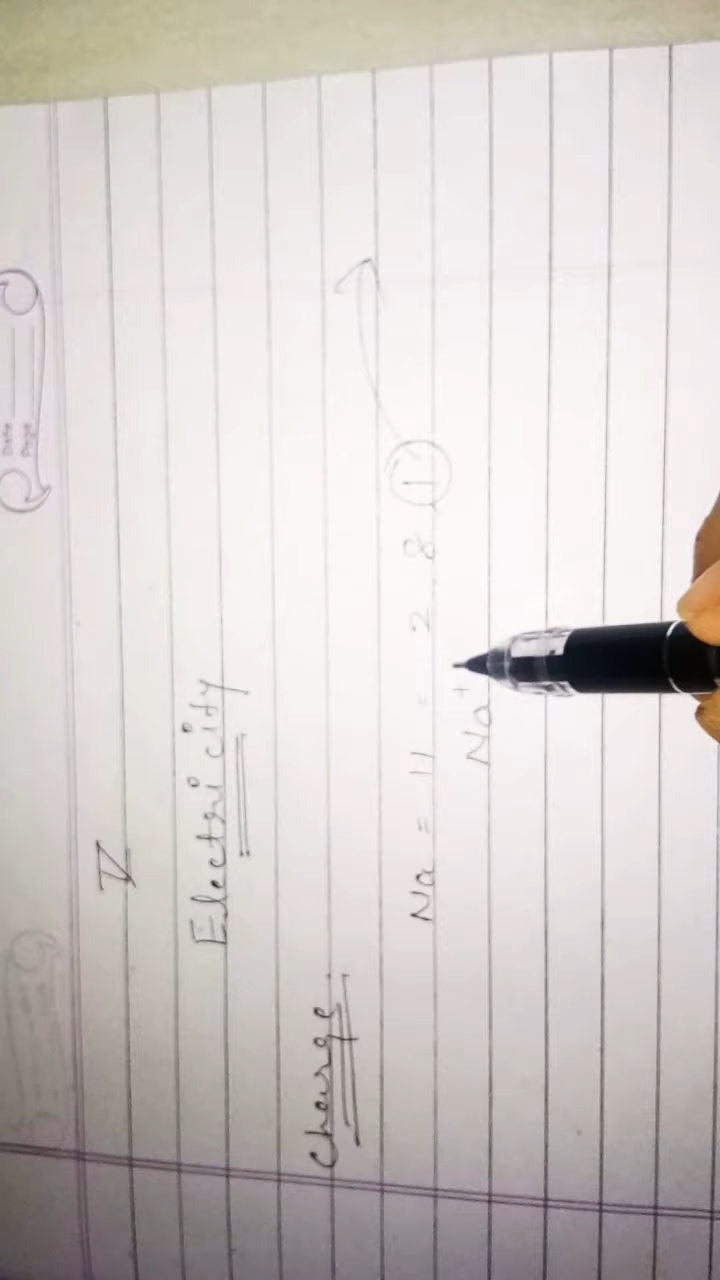 Date
Page
Electricity
Charge
Na = 11 = 2 8 1
Na⁺